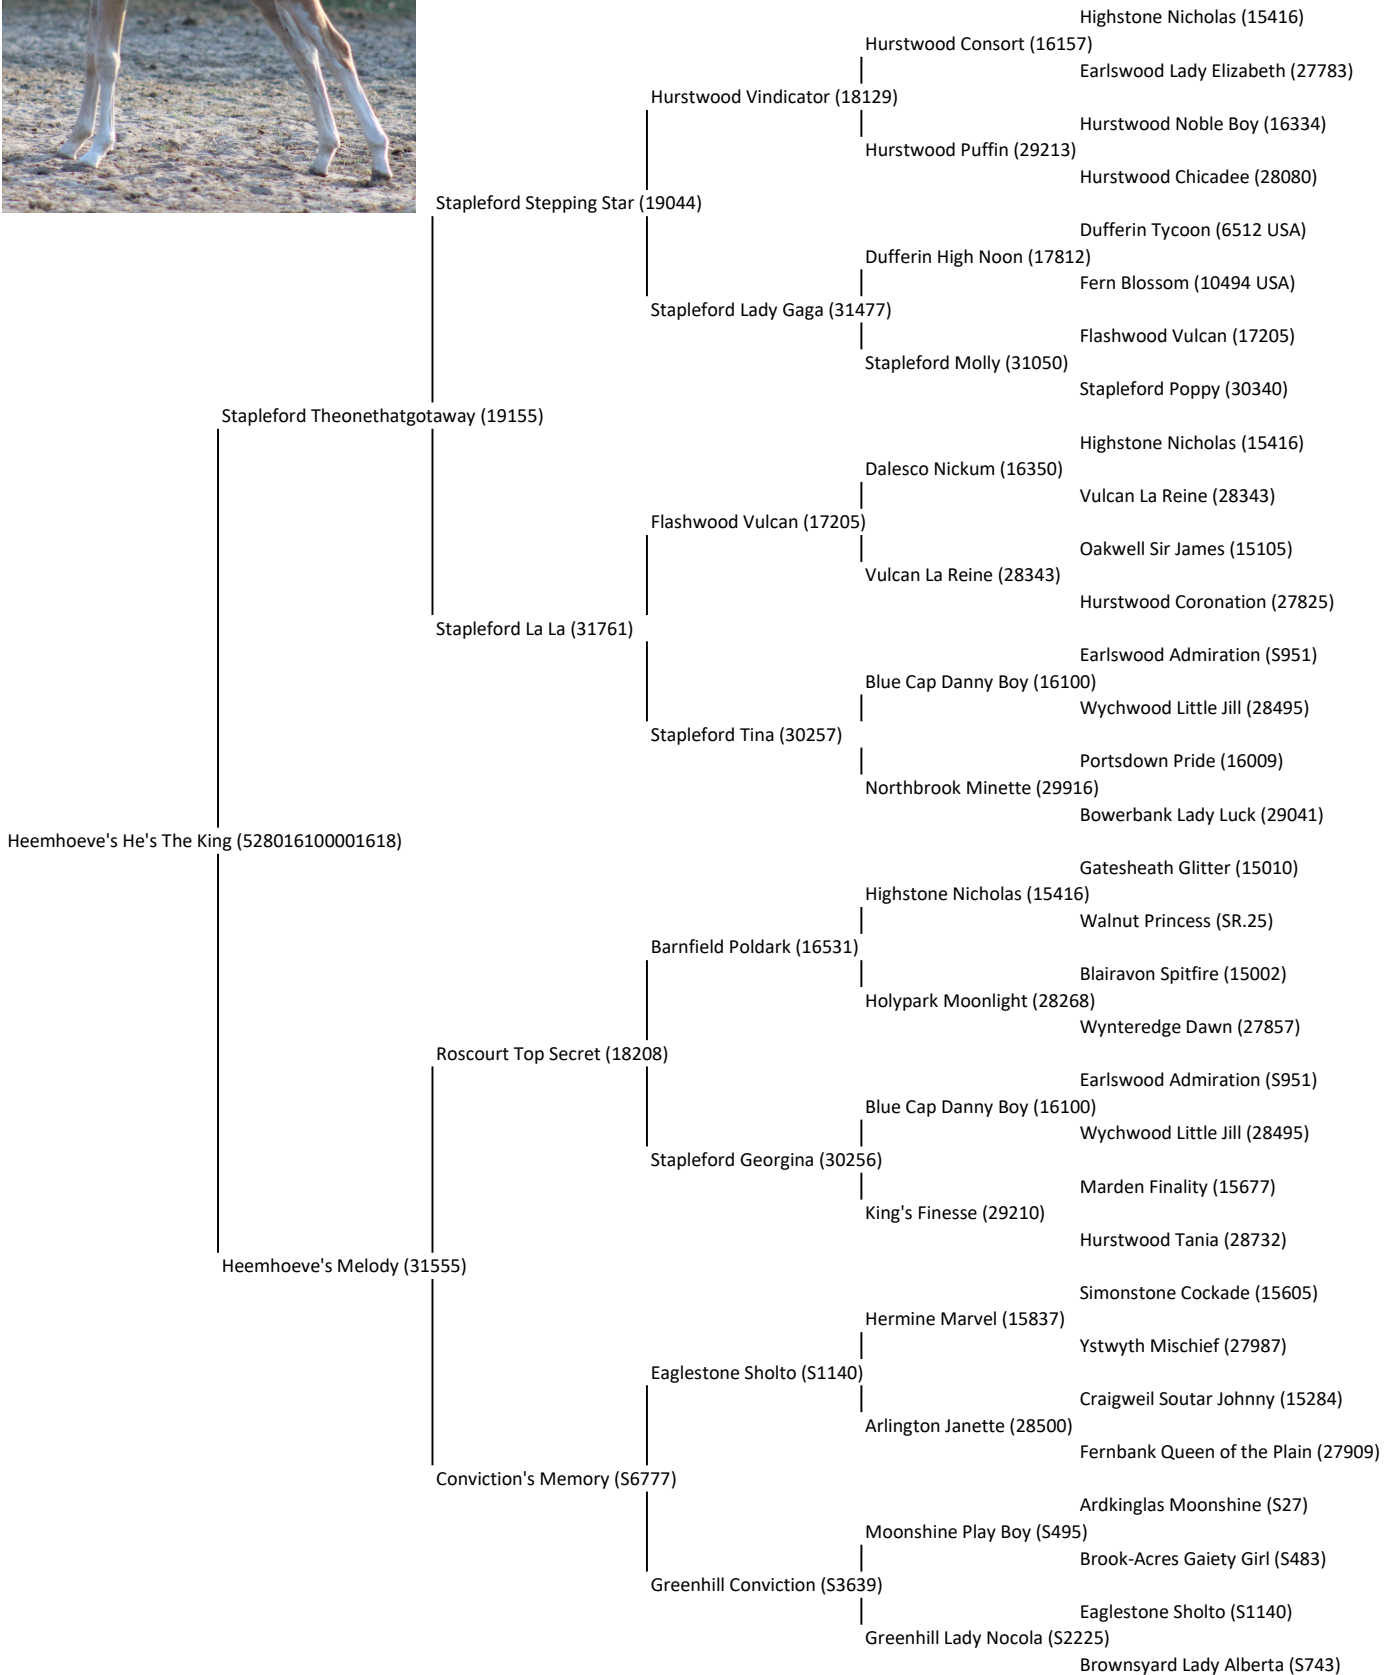 Highstone Nicholas (15416)
Hurstwood Consort (16157)
Earlswood Lady Elizabeth (27783)
Hurstwood Vindicator (18129)
Hurstwood Noble Boy (16334)
Hurstwood Puffin (29213)
Hurstwood Chicadee (28080)
Stapleford Stepping Star (19044)
Dufferin Tycoon (6512 USA)
Dufferin High Noon (17812)
Fern Blossom (10494 USA)
Stapleford Lady Gaga (31477)
Flashwood Vulcan (17205)
Stapleford Molly (31050)
Stapleford Poppy (30340)
Stapleford Theonethatgotaway (19155)
Highstone Nicholas (15416)
Dalesco Nickum (16350)
Vulcan La Reine (28343)
Flashwood Vulcan (17205)
Oakwell Sir James (15105)
Vulcan La Reine (28343)
Hurstwood Coronation (27825)
Stapleford La La (31761)
Earlswood Admiration (S951)
Blue Cap Danny Boy (16100)
Wychwood Little Jill (28495)
Stapleford Tina (30257)
Portsdown Pride (16009)
Northbrook Minette (29916)
Bowerbank Lady Luck (29041)
Heemhoeve's He's The King (528016100001618)
Gatesheath Glitter (15010)
Highstone Nicholas (15416)
Walnut Princess (SR.25)
Barnfield Poldark (16531)
Blairavon Spitfire (15002)
Holypark Moonlight (28268)
Wynteredge Dawn (27857)
Roscourt Top Secret (18208)
Earlswood Admiration (S951)
Blue Cap Danny Boy (16100)
Wychwood Little Jill (28495)
Stapleford Georgina (30256)
Marden Finality (15677)
King's Finesse (29210)
Hurstwood Tania (28732)
Heemhoeve's Melody (31555)
Simonstone Cockade (15605)
Hermine Marvel (15837)
Ystwyth Mischief (27987)
Eaglestone Sholto (S1140)
Craigweil Soutar Johnny (15284)
Arlington Janette (28500)
Fernbank Queen of the Plain (27909)
Conviction's Memory (S6777)
Ardkinglas Moonshine (S27)
Moonshine Play Boy (S495)
Brook-Acres Gaiety Girl (S483)
Greenhill Conviction (S3639)
Eaglestone Sholto (S1140)
Greenhill Lady Nocola (S2225)
Brownsyard Lady Alberta (S743)